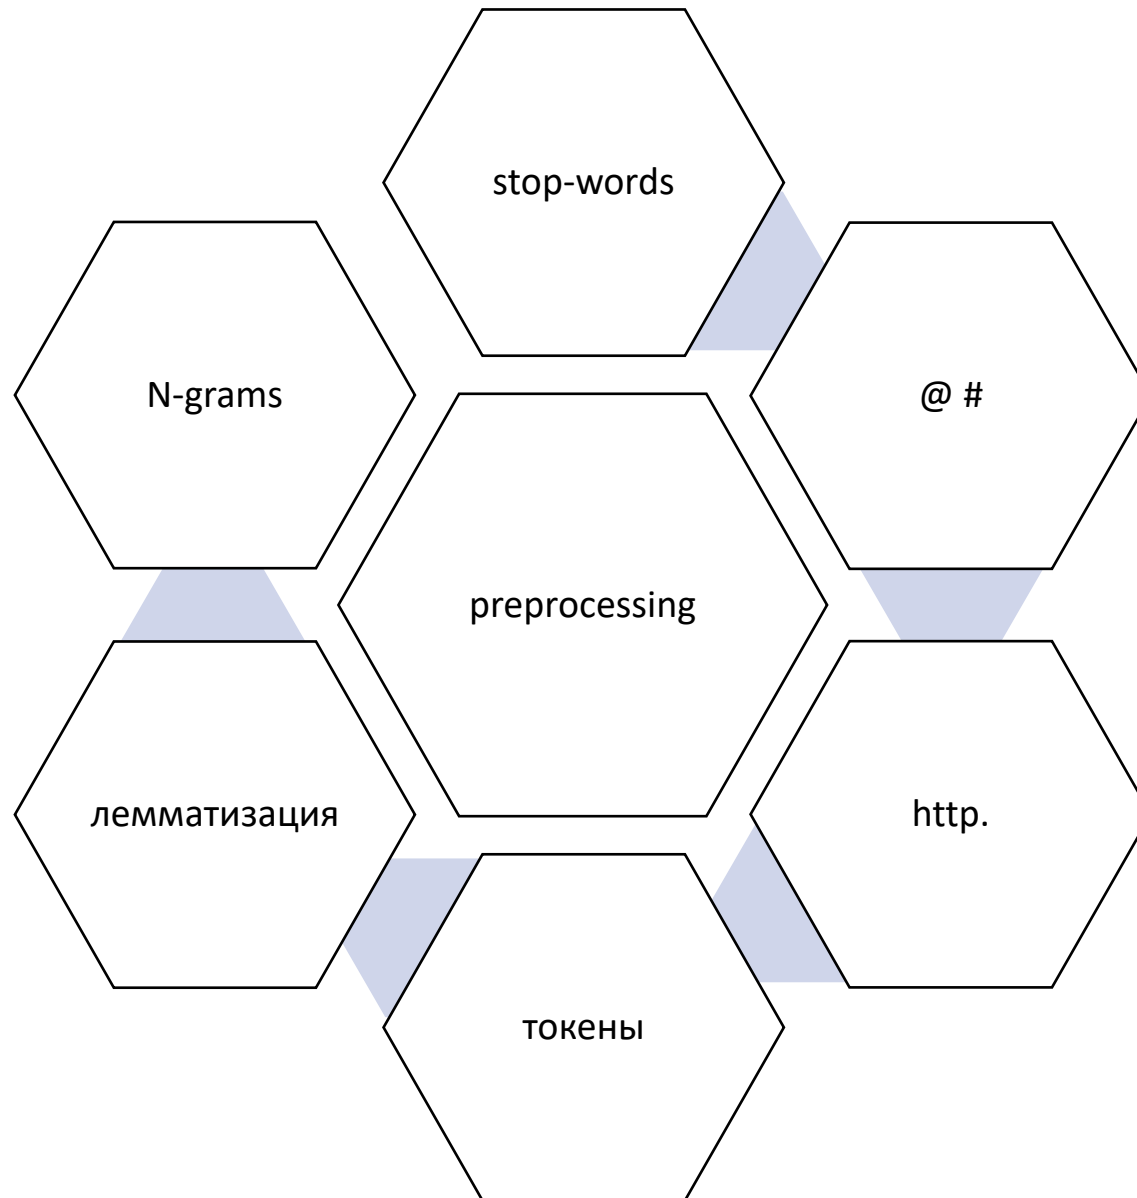 stop-words
N-grams
@ #
preprocessing
лемматизация
http.
токены